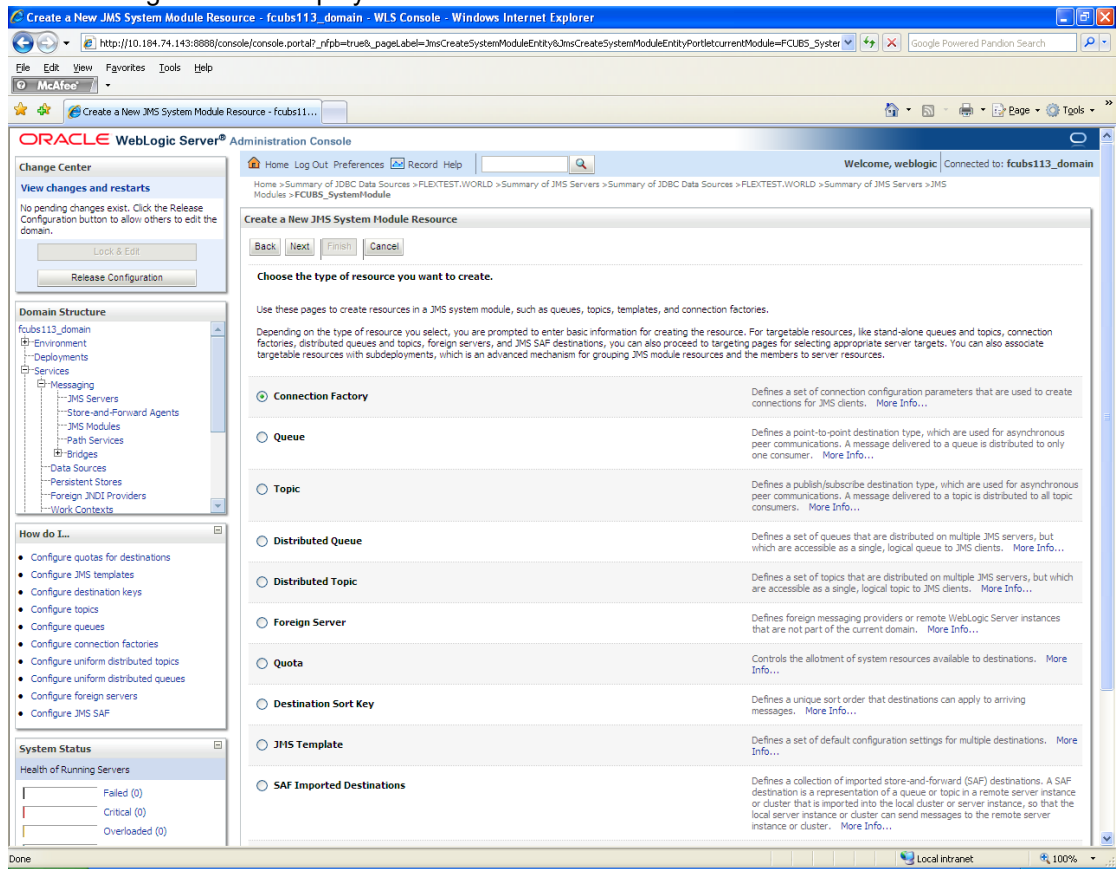 Create a New JMS System Module Resource - fcubs113_domain - WLS Console - Windows Internet Explorer
http://10.184.74.143:8888/console/console.portal?_nfpb=true&_pageLabel=JmsCreateSystemModuleEntity&JmsCreateSystemModuleEntityPortletcurrentModule=FCUBS_System
Google Powered Pandion Search
File Edit View Favorites Tools Help
McAfee
Create a New JMS System Module Resource - fcubs11...
Page Tools
ORACLE WebLogic Server® Administration Console
Change Center
View changes and restarts
No pending changes exist. Click the Release
Configuration button to allow others to edit the
domain.
Lock & Edit
Release Configuration
Domain Structure
fcubs113_domain
Environment
Deployments
Services
Messaging
JMS Servers
Store-and-Forward Agents
JMS Modules
Path Services
Bridges
Data Sources
Persistent Stores
Foreign JNDI Providers
Work Contexts
How do I...
Configure quotas for destinations
Configure JMS templates
Configure destination keys
Configure topics
Configure queues
Configure connection factories
Configure uniform distributed topics
Configure uniform distributed queues
Configure foreign servers
Configure JMS SAF
System Status
Health of Running Servers
Failed (0)
Critical (0)
Overloaded (0)
Home Log Out Preferences Record Help
Welcome, weblogic Connected to: fcubs113_domain
Home >Summary of JDBC Data Sources >FLEXTEST.WORLD >Summary of JMS Servers >Summary of JDBC Data Sources >FLEXTEST.WORLD >Summary of JMS Servers >JMS
Modules >FCUBS_SystemModule
Create a New JMS System Module Resource
Back Next Finish Cancel
Choose the type of resource you want to create.
Use these pages to create resources in a JMS system module, such as queues, topics, templates, and connection factories.
Depending on the type of resource you select, you are prompted to enter basic information for creating the resource. For targetable resources, like stand-alone queues and topics, connection
factories, distributed queues and topics, foreign servers, and JMS SAF destinations, you can also proceed to targeting pages for selecting appropriate server targets. You can also associate
targetable resources with subdeployments, which is an advanced mechanism for grouping JMS module resources and the members to server resources.
Connection Factory
Defines a set of connection configuration parameters that are used to create
connections for JMS clients. More Info...
Queue
Defines a point-to-point destination type, which are used for asynchronous
peer communications. A message delivered to a queue is distributed to only
one consumer. More Info...
Topic
Defines a publish/subscribe destination type, which are used for asynchronous
peer communications. A message delivered to a topic is distributed to all topic
consumers. More Info...
Distributed Queue
Defines a set of queues that are distributed on multiple JMS servers, but
which are accessible as a single, logical queue to JMS clients. More Info...
Distributed Topic
Defines a set of topics that are distributed on multiple JMS servers, but which
are accessible as a single, logical topic to JMS clients. More Info...
Foreign Server
Defines foreign messaging providers or remote WebLogic Server instances
that are not part of the current domain. More Info...
Quota
Controls the allotment of system resources available to destinations. More
Info...
Destination Sort Key
Defines a unique sort order that destinations can apply to arriving
messages. More Info...
JMS Template
Defines a set of default configuration settings for multiple destinations. More
Info...
SAF Imported Destinations
Defines a collection of imported store-and-forward (SAF) destinations. A SAF
destination is a representation of a queue or topic in a remote server instance
or cluster that is imported into the local cluster or server instance, so that the
local server instance or cluster can send messages to the remote server
instance or cluster. More Info...
Done
Local intranet
100%